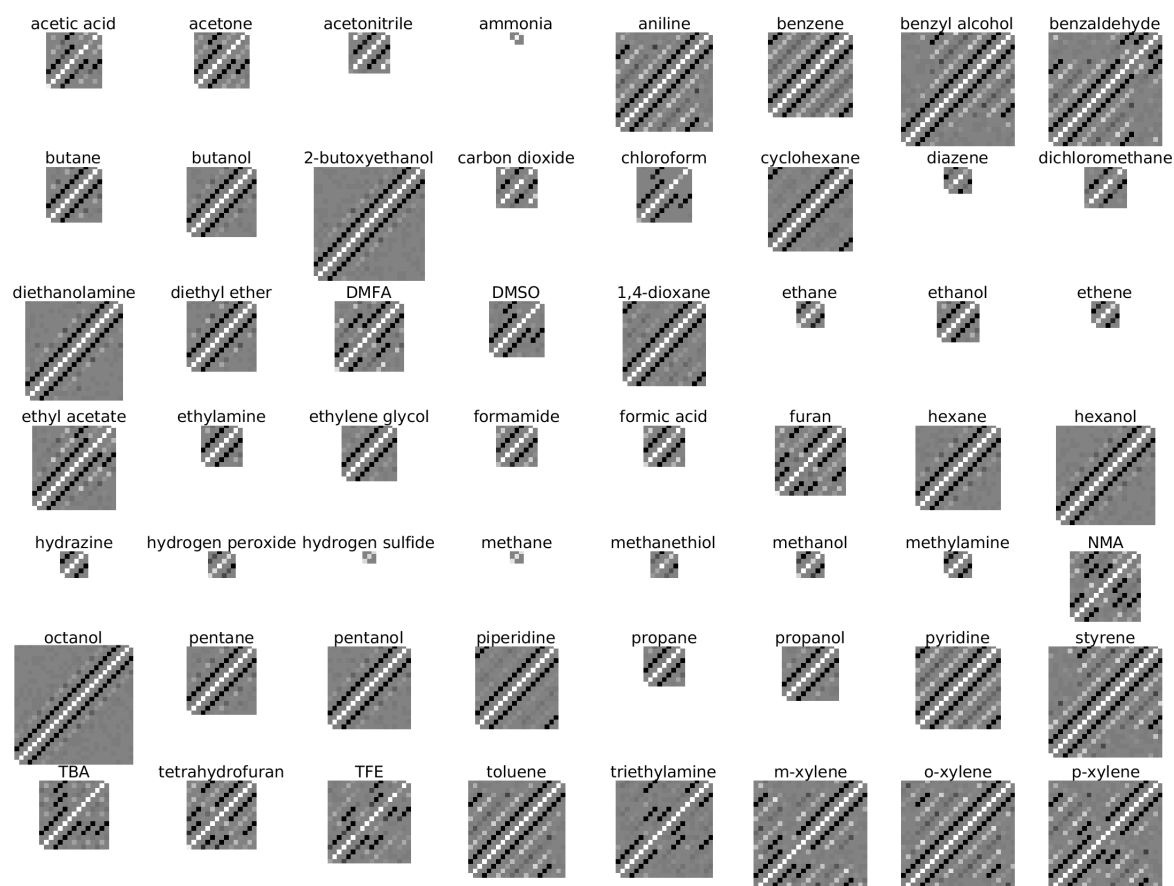 acetic acid acetone acetonitrile ammonia aniline benzene benzyl alcohol benzaldehyde
butane butanol 2-butoxyethanol carbon dioxide chloroform cyclohexane diazene dichloromethane
diethanolamine diethyl ether DMFA DMSO 1,4-dioxane ethane ethanol ethene
ethyl acetate ethylamine ethylene glycol formamide formic acid furan hexane hexanol
hydrazine hydrogen peroxide hydrogen sulfide methane methanethiol methanol methylamine NMA
octanol pentane pentanol piperidine propane propanol pyridine styrene
TBA tetrahydrofuran TFE toluene triethylamine m-xylene o-xylene p-xylene